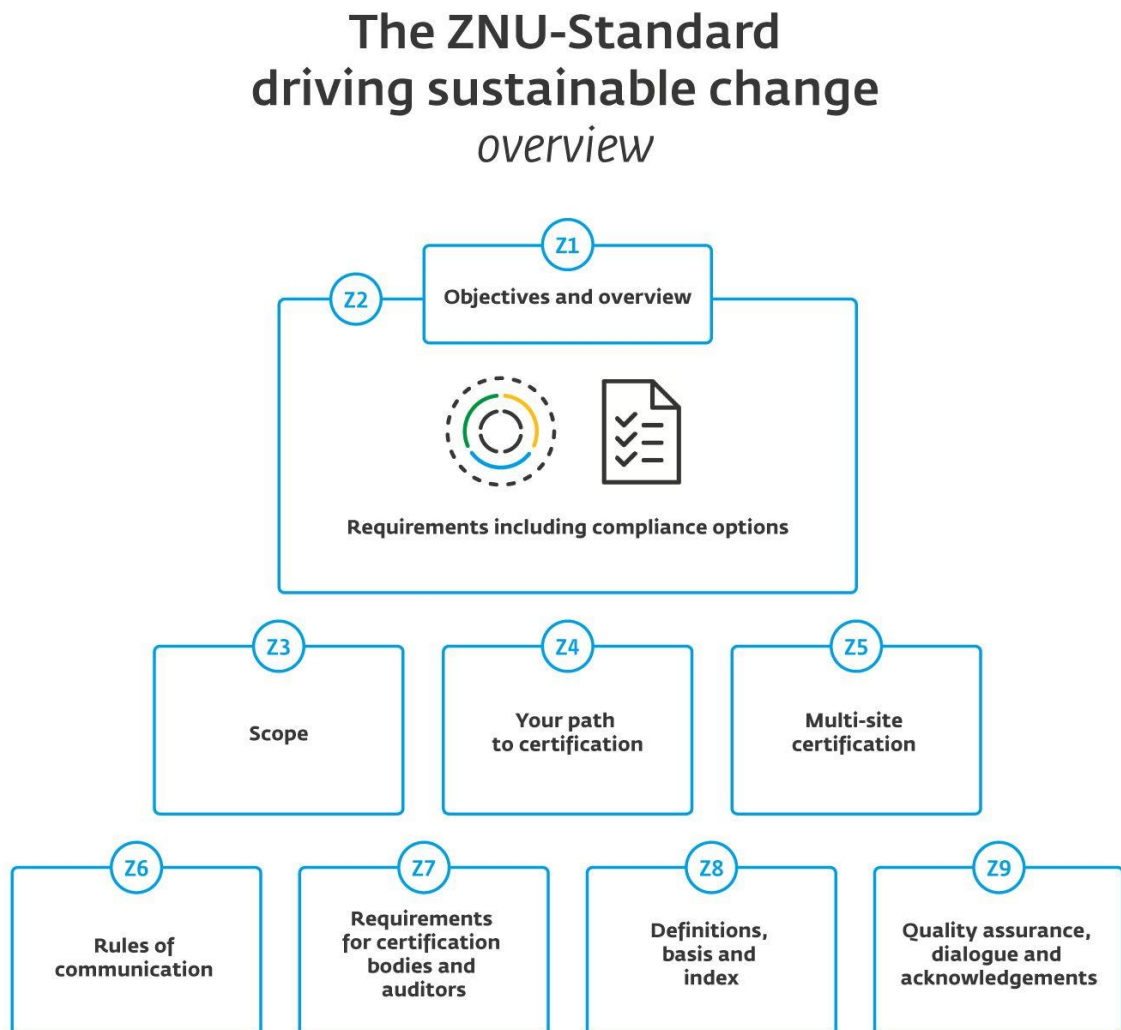 The ZNU-Standard
driving sustainable change
overview
Z1
Objectives and overview
Z2
Requirements including compliance options
Z3
Scope
Z4
Your path
to certification
Z5
Multi-site
certification
Z6
Rules of
communication
Z7
Requirements
for certification
bodies and
auditors
Z8
Definitions,
basis and
index
Z9
Quality assurance,
dialogue and
acknowledgements